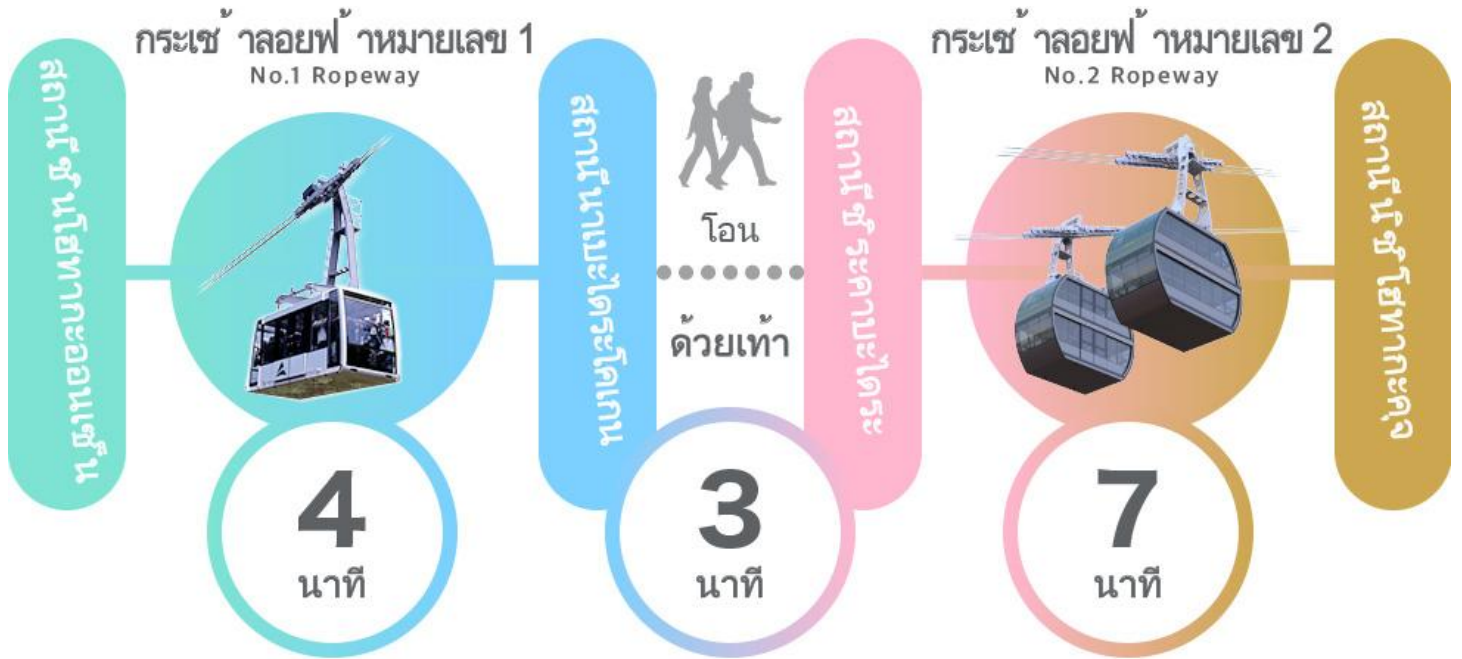 กระเช้าลอยฟ้าหมายเลข 1
No.1 Ropeway
กระเช้าลอยฟ้าหมายเลข 2
No.2 Ropeway
สถานีชินโฮทากะออนเซ็น
สถานีนาเบะไดระโคเกน
โอน
ด้วยเท้า
สถานีชิระคาบะไดระ
สถานีนิชิโฮทากะคุจิ
4
นาที
3
นาที
7
นาที